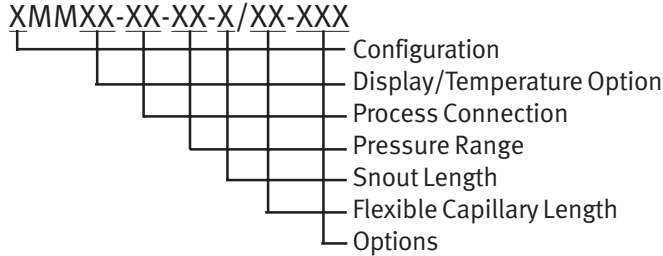 XMMXX-XX-XX-X/XX-XXX
Configuration
Display/Temperature Option
Process Connection
Pressure Range
Snout Length
Flexible Capillary Length
Options